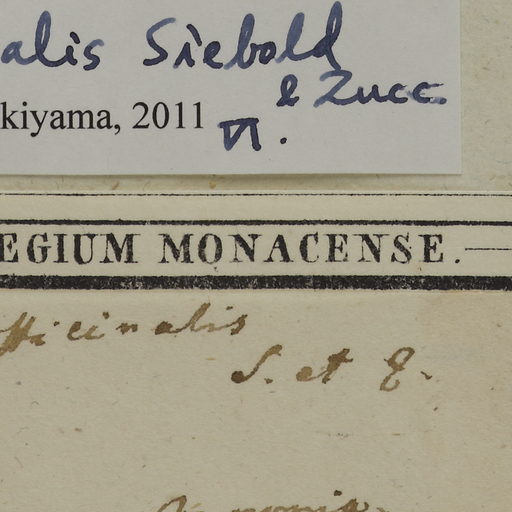 alis Siebold
& Zucc.
kiyama, 2011 VI.
EGIUM MONACENSE.
fficinalis
S. et Z.